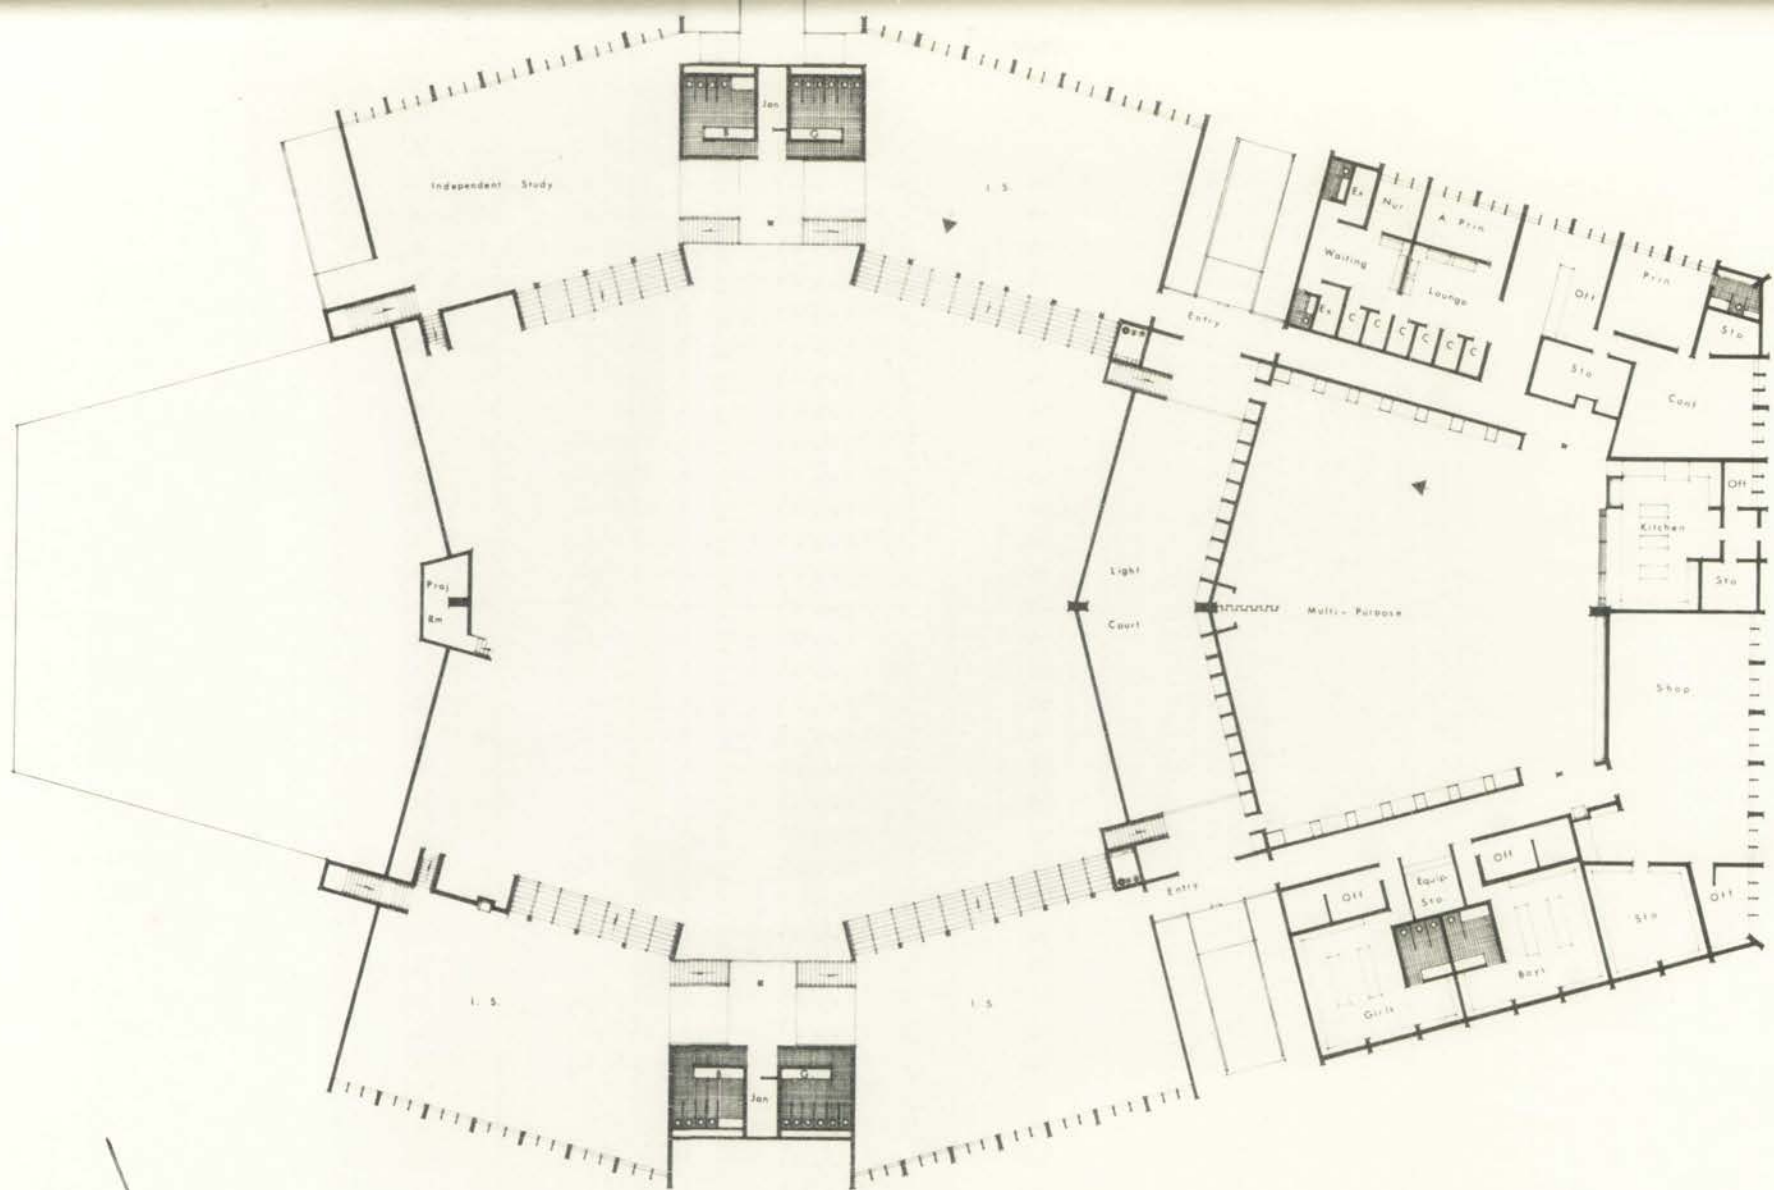 Jan
B
G
Independent Study
I. S.
Ex
Nur
A Prin
Waiting
Lounge
Off
Prin
Sto
Ex
C
C
C
C
C
C
Sto
Conf
Entry
Kitchen
Off
Sto
Proj
Rm
Light
Court
Multi-Purpose
Shop
Entry
Off
Equip
Sto
Off
Girls
Boys
Sto
Off
I. S.
I. S.
G
Jan